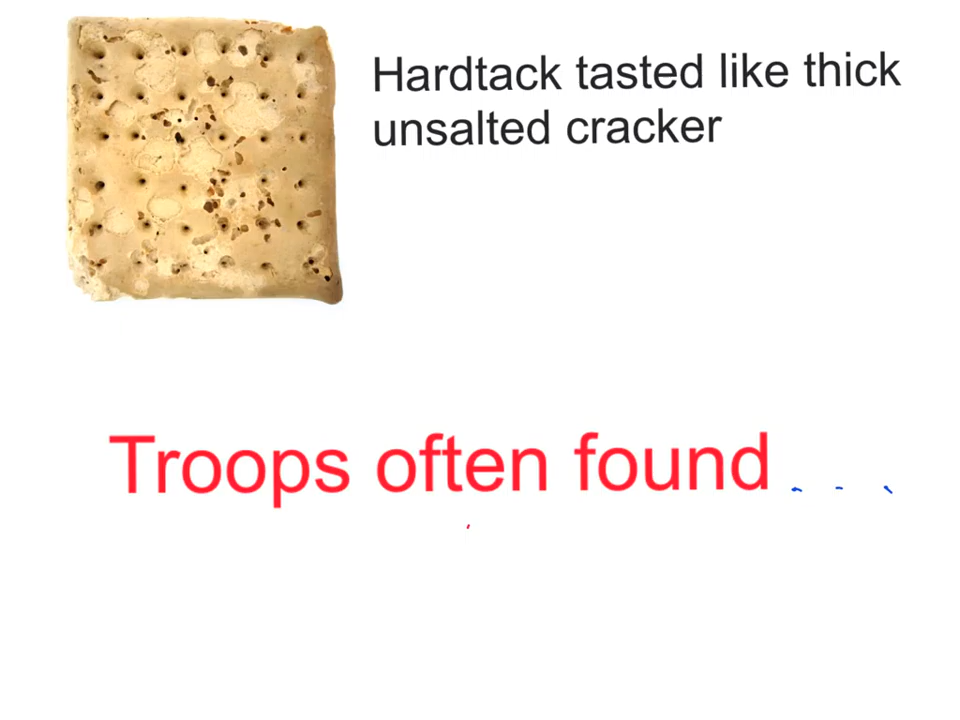 Hardtack tasted like thick
unsalted cracker
Troops often found . . .